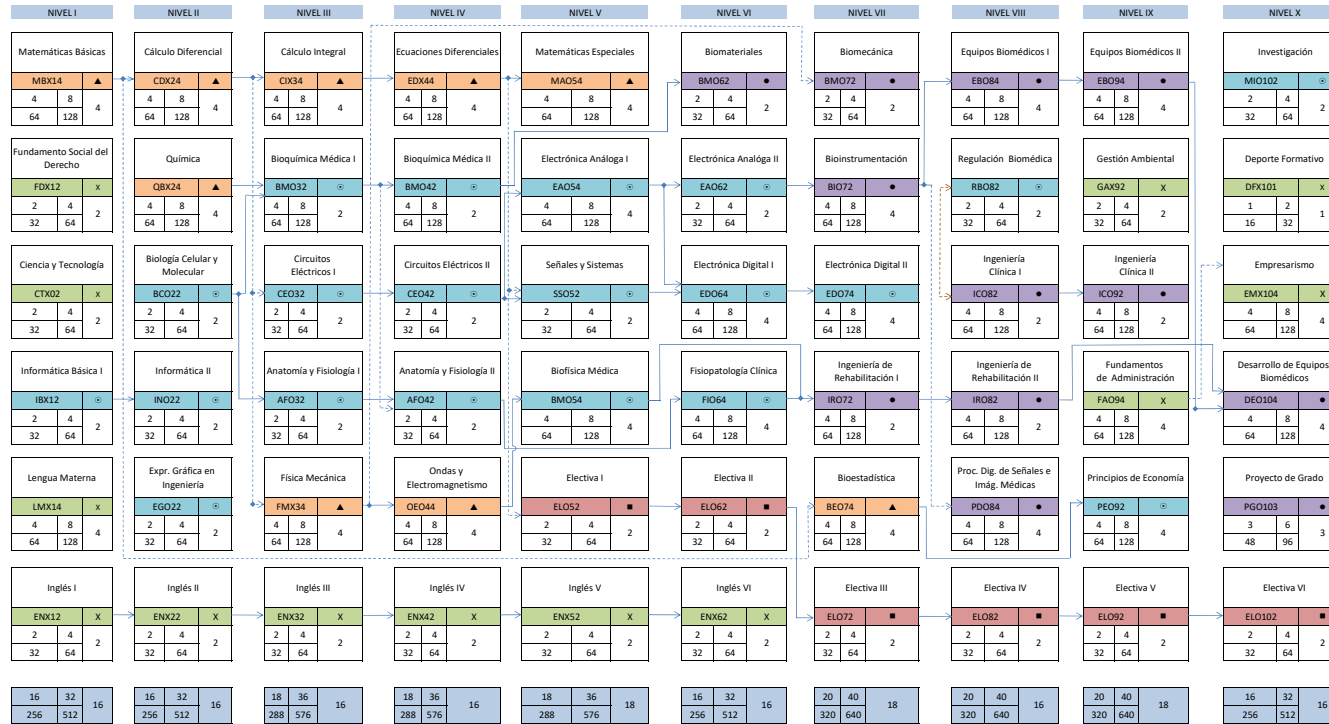 NIVEL I NIVEL II NIVEL III NIVEL IV NIVEL V NIVEL VI NIVEL VII NIVEL VIII NIVEL IX NIVEL X
Matemáticas Básicas Cálculo Diferencial Cálculo Integral Ecuaciones Diferenciales Matemáticas Especiales Biomateriales Biomecánica Equipos Biomédicos I Equipos Biomédicos II Investigación
MBX14 ▲ CDX24 ▲ CIX34 ▲ EDX44 ▲ MAO54 ▲ BMO62 ● BMO72 ● EBO84 ● EBO94 ● MIO102 ☉
4 8 4 8 4 8 4 8 4 8 2 4 2 4 4 8 4 8 2 4
4 4 4 4 4 2 2 4 4 2
64 128 64 128 64 128 64 128 64 128 32 64 32 64 64 128 64 128 32 64
Fundamento Social del
Derecho Química Bioquímica Médica I Bioquímica Médica II Electrónica Análoga I Electrónica Analóga II Bioinstrumentación Regulación Biomédica Gestión Ambiental Deporte Formativo
FDX12 x QBX24 ▲ BMO32 ☉ BMO42 ☉ EAO54 ☉ EAO62 ☉ BIO72 ● RBO82 ☉ GAX92 X DFX101 x
2 4 4 8 4 8 4 8 4 8 2 4 4 8 2 4 2 4 1 2
2 4 2 2 4 2 4 2 2 1
32 64 64 128 64 128 64 128 64 128 32 64 64 128 32 64 32 64 16 32
Ciencia y Tecnología Biología Celular y
Molecular Circuitos
Eléctricos I Circuitos Eléctricos II Señales y Sistemas Electrónica Digital I Electrónica Digital II Ingeniería
Clínica I Ingeniería
Clínica II Empresarismo
CTX02 x BCO22 ☉ CEO32 ☉ CEO42 ☉ SSO52 ☉ EDO64 ☉ EDO74 ☉ ICO82 ● ICO92 ● EMX104 X
2 4 2 4 2 4 2 4 2 4 4 8 4 8 4 8 4 8 4 8
2 2 2 2 2 4 4 2 2 4
32 64 32 64 32 64 32 64 32 64 64 128 64 128 64 128 64 128 64 128
Informática Básica I Informática II Anatomía y Fisiología I Anatomía y Fisiología II Biofísica Médica Fisiopatología Clínica Ingeniería de
Rehabilitación I Ingeniería de
Rehabilitación II Fundamentos
de Administración Desarrollo de Equipos
Biomédicos
IBX12 ☉ INO22 ☉ AFO32 ☉ AFO42 ☉ BMO54 ☉ FIO64 ☉ IRO72 ● IRO82 ● FAO94 X DEO104 ●
2 4 2 4 2 4 2 4 4 8 4 8 4 8 4 8 4 8 4 8
2 2 2 2 4 4 2 2 4 4
32 64 32 64 32 64 32 64 64 128 64 128 64 128 64 128 64 128 64 128
Lengua Materna Expr. Gráfica en
Ingeniería Física Mecánica Ondas y
Electromagnetismo Electiva I Electiva II Bioestadística Proc. Dig. de Señales e
Imág. Médicas Principios de Economía Proyecto de Grado
LMX14 x EGO22 ☉ FMX34 ▲ OEO44 ▲ ELO52 ■ ELO62 ■ BEO74 ▲ PDO84 ● PEO92 ☉ PGO103 ●
4 8 2 4 4 8 4 8 2 4 2 4 4 8 4 8 4 8 3 6
4 2 4 4 2 2 4 4 2 3
64 128 32 64 64 128 64 128 32 64 32 64 64 128 64 128 64 128 48 96
Inglés I Inglés II Inglés III Inglés IV Inglés V Inglés VI Electiva III Electiva IV Electiva V Electiva VI
ENX12 X ENX22 X ENX32 X ENX42 X ENX52 X ENX62 X ELO72 ■ ELO82 ■ ELO92 ■ ELO102 ■
2 4 2 4 2 4 2 4 2 4 2 4 2 4 2 4 2 4 2 4
2 2 2 2 2 2 2 2 2 2
32 64 32 64 32 64 32 64 32 64 32 64 32 64 32 64 32 64 32 64
16 32 16 32 18 36 18 36 18 36 16 32 20 40 20 40 20 40 16 32
16 16 16 16 18 16 18 16 18 16
256 512 256 512 288 576 288 576 288 576 256 512 320 640 320 640 320 640 256 512